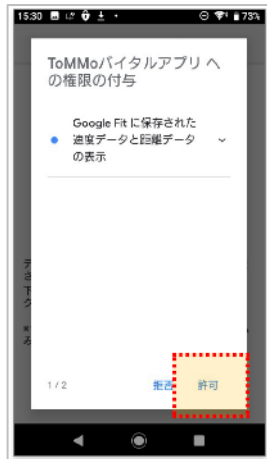 15:30
73%
ToMMoバイタルアプリ へ
の権限の付与
Google Fit に保存された
速度データと距離データ
の表示
1 / 2
拒否
許可